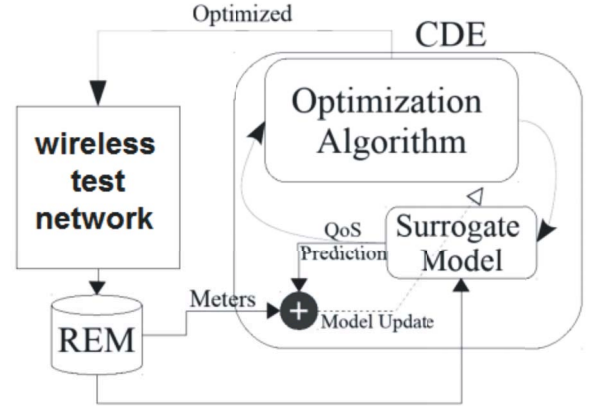 Optimized
CDE
Optimization
Algorithm
wireless
test
network
QoS
Prediction
Surrogate
Model
Meters
+
Model Update
REM